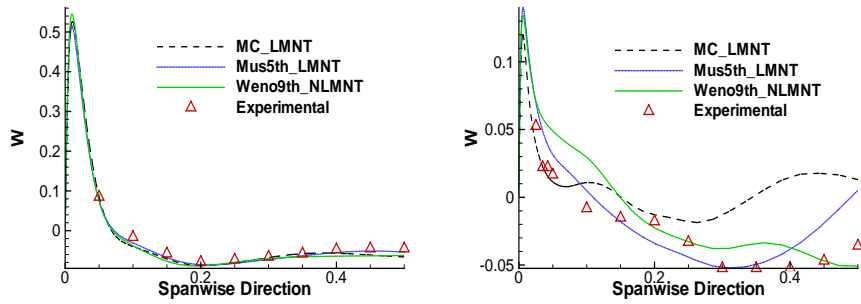 0.5
0.4
0.3
0.2
0.1
0
W
MC_LMNT
Mus5th_LMNT
Weno9th_NLMNT
Experimental
0
0.2
0.4
Spanwise Direction
0.1
0.05
0
-0.05
W
MC_LMNT
Mus5th_LMNT
Weno9th_NLMNT
Experimental
0
0.2
0.4
Spanwise Direction